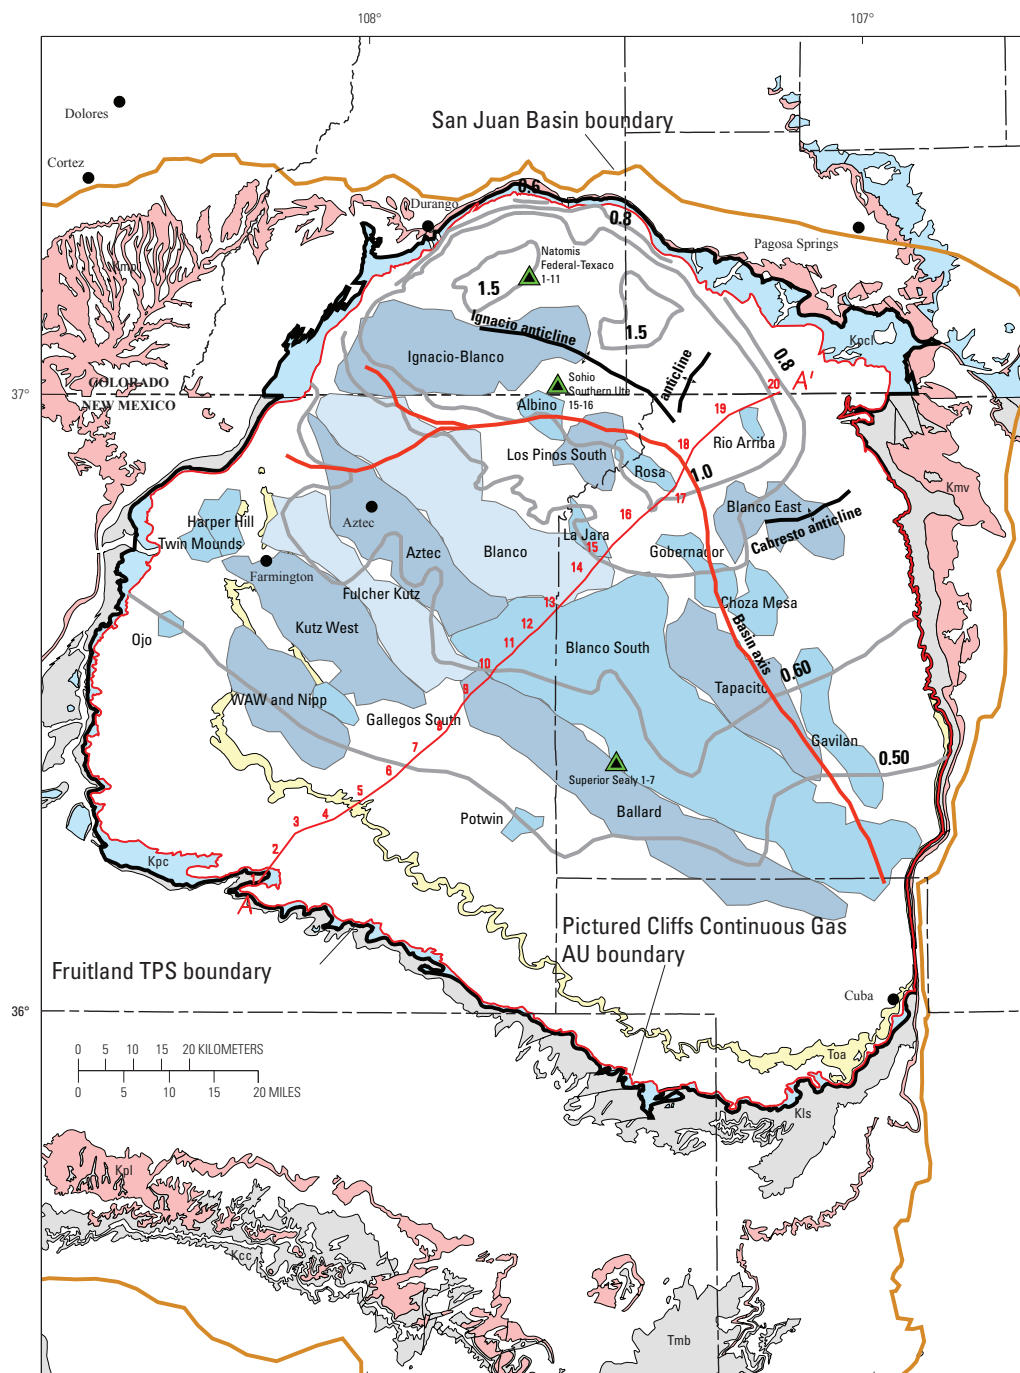 108°
107°
Dolores
San Juan Basin boundary
Cortez
0.6
Durango
0.8
Pagosa Springs
Natomis
Federal-Texaco
1-11
Kmp
1.5
Ignacio anticline
1.5
Kpcl
Ignacio-Blanco
0.8
anticline
COLORADO
37°
NEW MEXICO
Sohio
Southern Ute
15-16
20
A'
Albino
19
Rio Arriba
18
Los Pinos South
Rosa
1.0
17
Kmv
Harper Hill
Aztec
16
Blanco East
Cabresto anticline
La Jara
Twin Mounds
Aztec
Blanco
15
Gobernador
Farmington
14
Fulcher Kutz
13
Choza Mesa
Ojo
Kutz West
12
11
Blanco South
Basin axis
10
0.60
9
Tapacito
WAW and Nipp
Gallegos South
8
7
Gavilan
0.50
6
Superior Sealy 1-7
5
Ballard
4
Potwin
3
2
Kpc
1
A
Pictured Cliffs Continuous Gas
AU boundary
Fruitland TPS boundary
Cuba
36°
0 5 10 15 20 KILOMETERS
0 5 10 15 20 MILES
Toa
Kls
Kpl
Kcc
Tmb